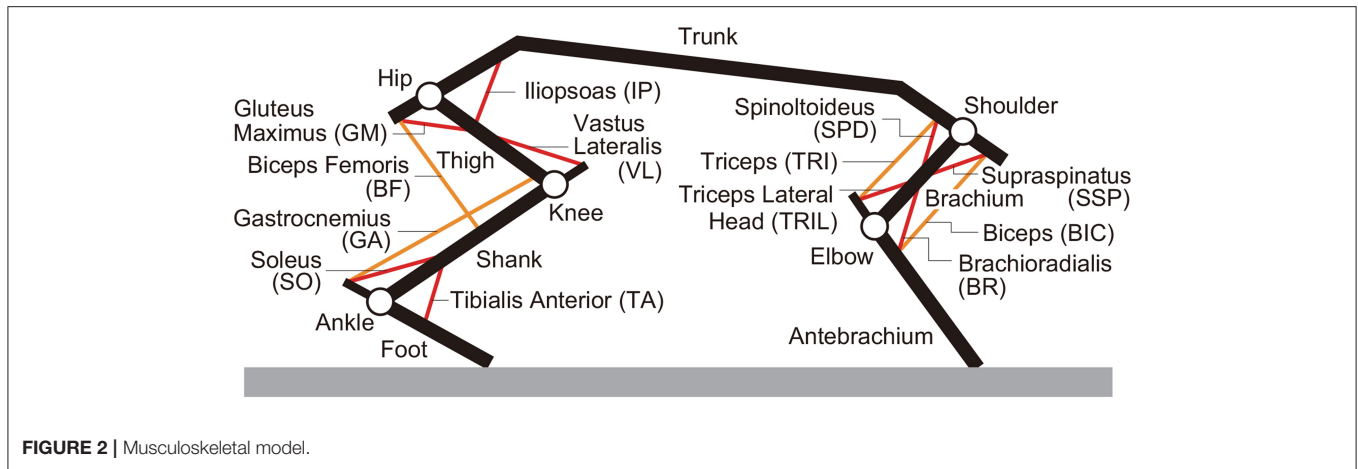 Trunk
Hip
Iliopsoas (IP)
Gluteus
Maximus (GM)
Vastus
Lateralis
(VL)
Biceps Femoris
(BF)
Thigh
Knee
Gastrocnemius
(GA)
Soleus
(SO)
Shank
Tibialis Anterior (TA)
Ankle
Foot
Spinoltoideus
(SPD)
Shoulder
Triceps (TRI)
Triceps Lateral
Head (TRIL)
Supraspinatus
(SSP)
Brachium
Biceps (BIC)
Elbow
Brachioradialis
(BR)
Antebrachium
FIGURE 2 | Musculoskeletal model.